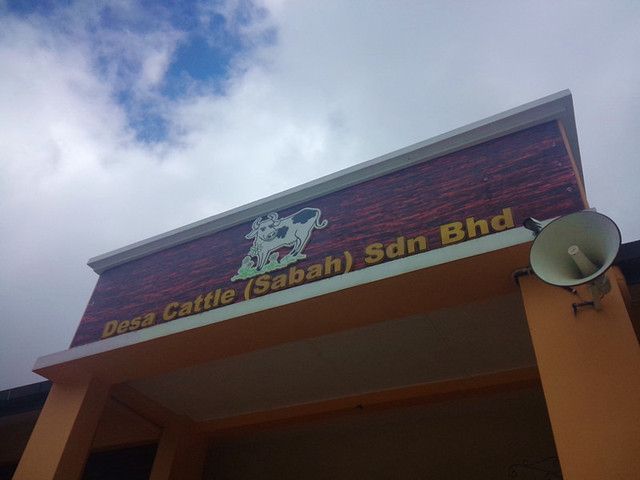 Desa Cattle (Sabah) Sdn Bhd